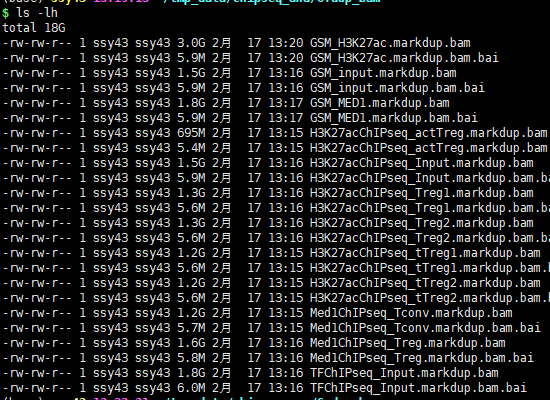 $ ls -lh
total 18G
-rw-rw-r-- 1 ssy43 ssy43 3.0G 2月  17 13:20 GSM_H3K27ac.markdup.bam
-rw-rw-r-- 1 ssy43 ssy43 5.9M 2月  17 13:20 GSM_H3K27ac.markdup.bam.bai
-rw-rw-r-- 1 ssy43 ssy43 1.5G 2月  17 13:16 GSM_input.markdup.bam
-rw-rw-r-- 1 ssy43 ssy43 5.9M 2月  17 13:16 GSM_input.markdup.bam.bai
-rw-rw-r-- 1 ssy43 ssy43 1.8G 2月  17 13:17 GSM_MED1.markdup.bam
-rw-rw-r-- 1 ssy43 ssy43 5.9M 2月  17 13:17 GSM_MED1.markdup.bam.bai
-rw-rw-r-- 1 ssy43 ssy43 695M 2月  17 13:15 H3K27acChIPseq_actTreg.markdup.bam
-rw-rw-r-- 1 ssy43 ssy43 5.4M 2月  17 13:15 H3K27acChIPseq_actTreg.markdup.bam
-rw-rw-r-- 1 ssy43 ssy43 1.5G 2月  17 13:16 H3K27acChIPseq_Input.markdup.bam
-rw-rw-r-- 1 ssy43 ssy43 5.9M 2月  17 13:16 H3K27acChIPseq_Input.markdup.bam.ba
-rw-rw-r-- 1 ssy43 ssy43 1.3G 2月  17 13:15 H3K27acChIPseq_Treg1.markdup.bam
-rw-rw-r-- 1 ssy43 ssy43 5.6M 2月  17 13:15 H3K27acChIPseq_Treg1.markdup.bam.ba
-rw-rw-r-- 1 ssy43 ssy43 1.3G 2月  17 13:16 H3K27acChIPseq_Treg2.markdup.bam
-rw-rw-r-- 1 ssy43 ssy43 5.6M 2月  17 13:16 H3K27acChIPseq_Treg2.markdup.bam.ba
-rw-rw-r-- 1 ssy43 ssy43 1.2G 2月  17 13:15 H3K27acChIPseq_tTreg1.markdup.bam
-rw-rw-r-- 1 ssy43 ssy43 5.6M 2月  17 13:15 H3K27acChIPseq_tTreg1.markdup.bam.b
-rw-rw-r-- 1 ssy43 ssy43 1.2G 2月  17 13:15 H3K27acChIPseq_tTreg2.markdup.bam
-rw-rw-r-- 1 ssy43 ssy43 5.6M 2月  17 13:15 H3K27acChIPseq_tTreg2.markdup.bam.b
-rw-rw-r-- 1 ssy43 ssy43 1.2G 2月  17 13:15 Med1ChIPseq_Tconv.markdup.bam
-rw-rw-r-- 1 ssy43 ssy43 5.7M 2月  17 13:15 Med1ChIPseq_Tconv.markdup.bam.bai
-rw-rw-r-- 1 ssy43 ssy43 1.6G 2月  17 13:16 Med1ChIPseq_Treg.markdup.bam
-rw-rw-r-- 1 ssy43 ssy43 5.8M 2月  17 13:16 Med1ChIPseq_Treg.markdup.bam.bai
-rw-rw-r-- 1 ssy43 ssy43 1.8G 2月  17 13:16 TFChIPseq_Input.markdup.bam
-rw-rw-r-- 1 ssy43 ssy43 6.0M 2月  17 13:16 TFChIPseq_Input.markdup.bam.bai